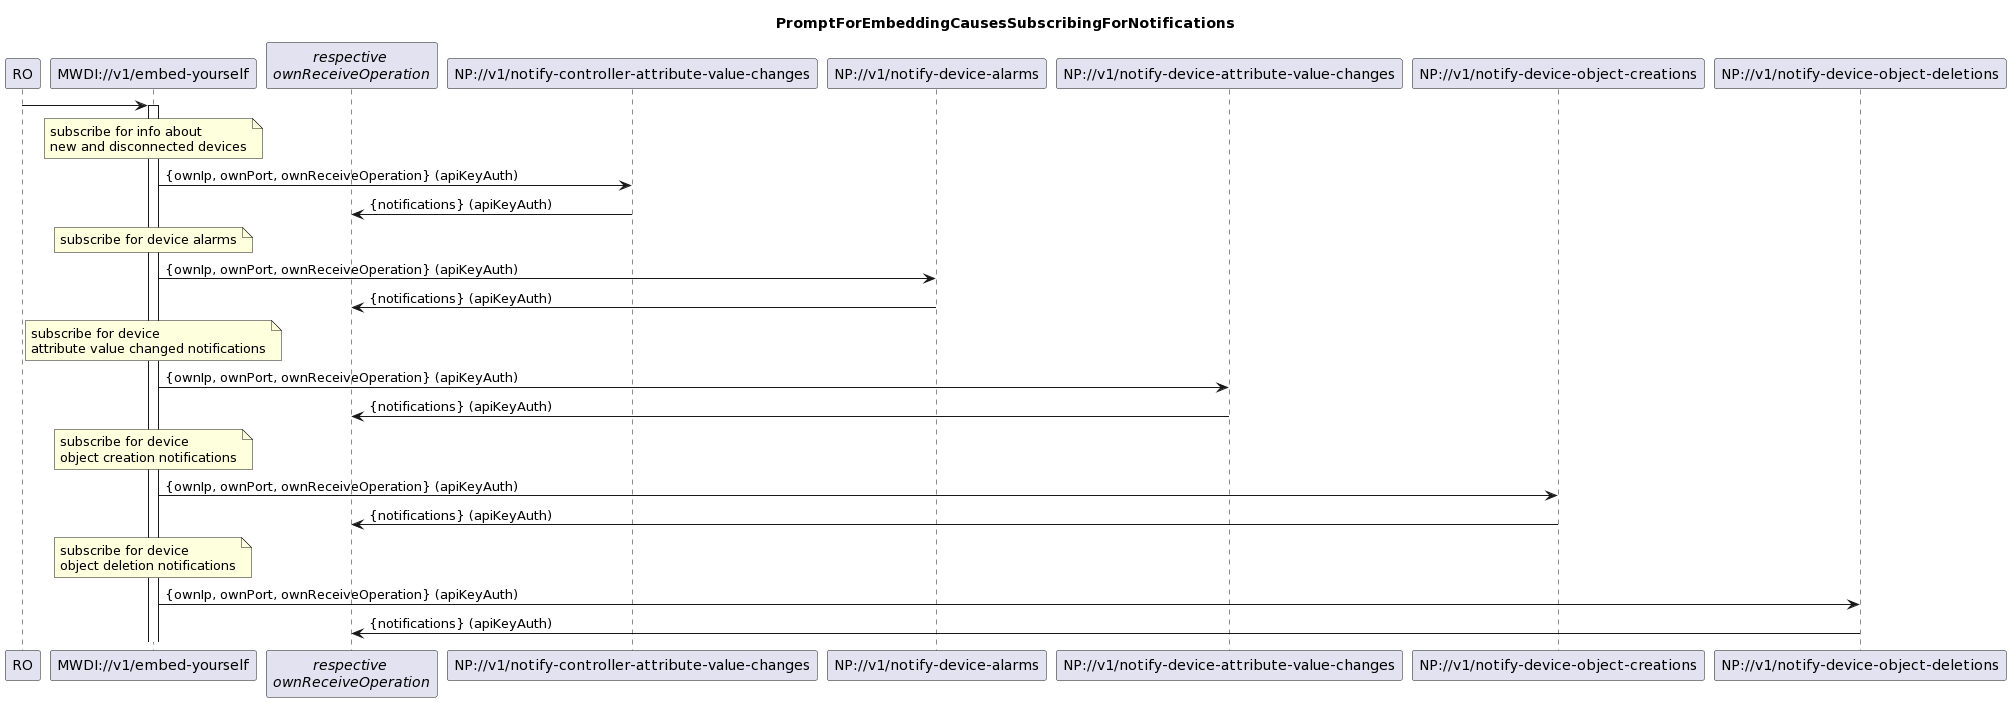 PromptForEmbeddingCausesSubscribingForNotifications
RO
MWDI://v1/embed-yourself
respective
ownReceiveOperation
NP://v1/notify-controller-attribute-value-changes
NP://v1/notify-device-alarms
NP://v1/notify-device-attribute-value-changes
NP://v1/notify-device-object-creations
NP://v1/notify-device-object-deletions
subscribe for info about
new and disconnected devices
{ownIp, ownPort, ownReceiveOperation} (apiKeyAuth)
{notifications} (apiKeyAuth)
subscribe for device alarms
{ownIp, ownPort, ownReceiveOperation} (apiKeyAuth)
{notifications} (apiKeyAuth)
subscribe for device
attribute value changed notifications
{ownIp, ownPort, ownReceiveOperation} (apiKeyAuth)
{notifications} (apiKeyAuth)
subscribe for device
object creation notifications
{ownIp, ownPort, ownReceiveOperation} (apiKeyAuth)
{notifications} (apiKeyAuth)
subscribe for device
object deletion notifications
{ownIp, ownPort, ownReceiveOperation} (apiKeyAuth)
{notifications} (apiKeyAuth)
RO
MWDI://v1/embed-yourself
respective
ownReceiveOperation
NP://v1/notify-controller-attribute-value-changes
NP://v1/notify-device-alarms
NP://v1/notify-device-attribute-value-changes
NP://v1/notify-device-object-creations
NP://v1/notify-device-object-deletions